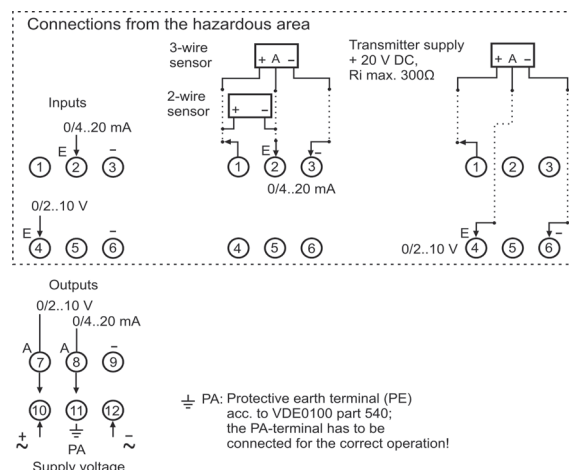 Connections from the hazardous area
3-wire
sensor
+ A –
2-wire
sensor
+ –
Transmitter supply
+ 20 V DC,
Ri max. 300Ω
+ A –
Inputs
0/4..20 mA
E –
1 2 3
E –
1 2 3
0/4..20 mA
1 2 3
0/2..10 V
E –
4 5 6
4 5 6
0/2..10 V
E –
4 5 6
Outputs
0/2..10 V
0/4..20 mA
A A –
7 8 9
10 11 12
+ ~
PA
– ~
Supply voltage
PA: Protective earth terminal (PE)
acc. to VDE0100 part 540;
the PA-terminal has to be
connected for the correct operation!